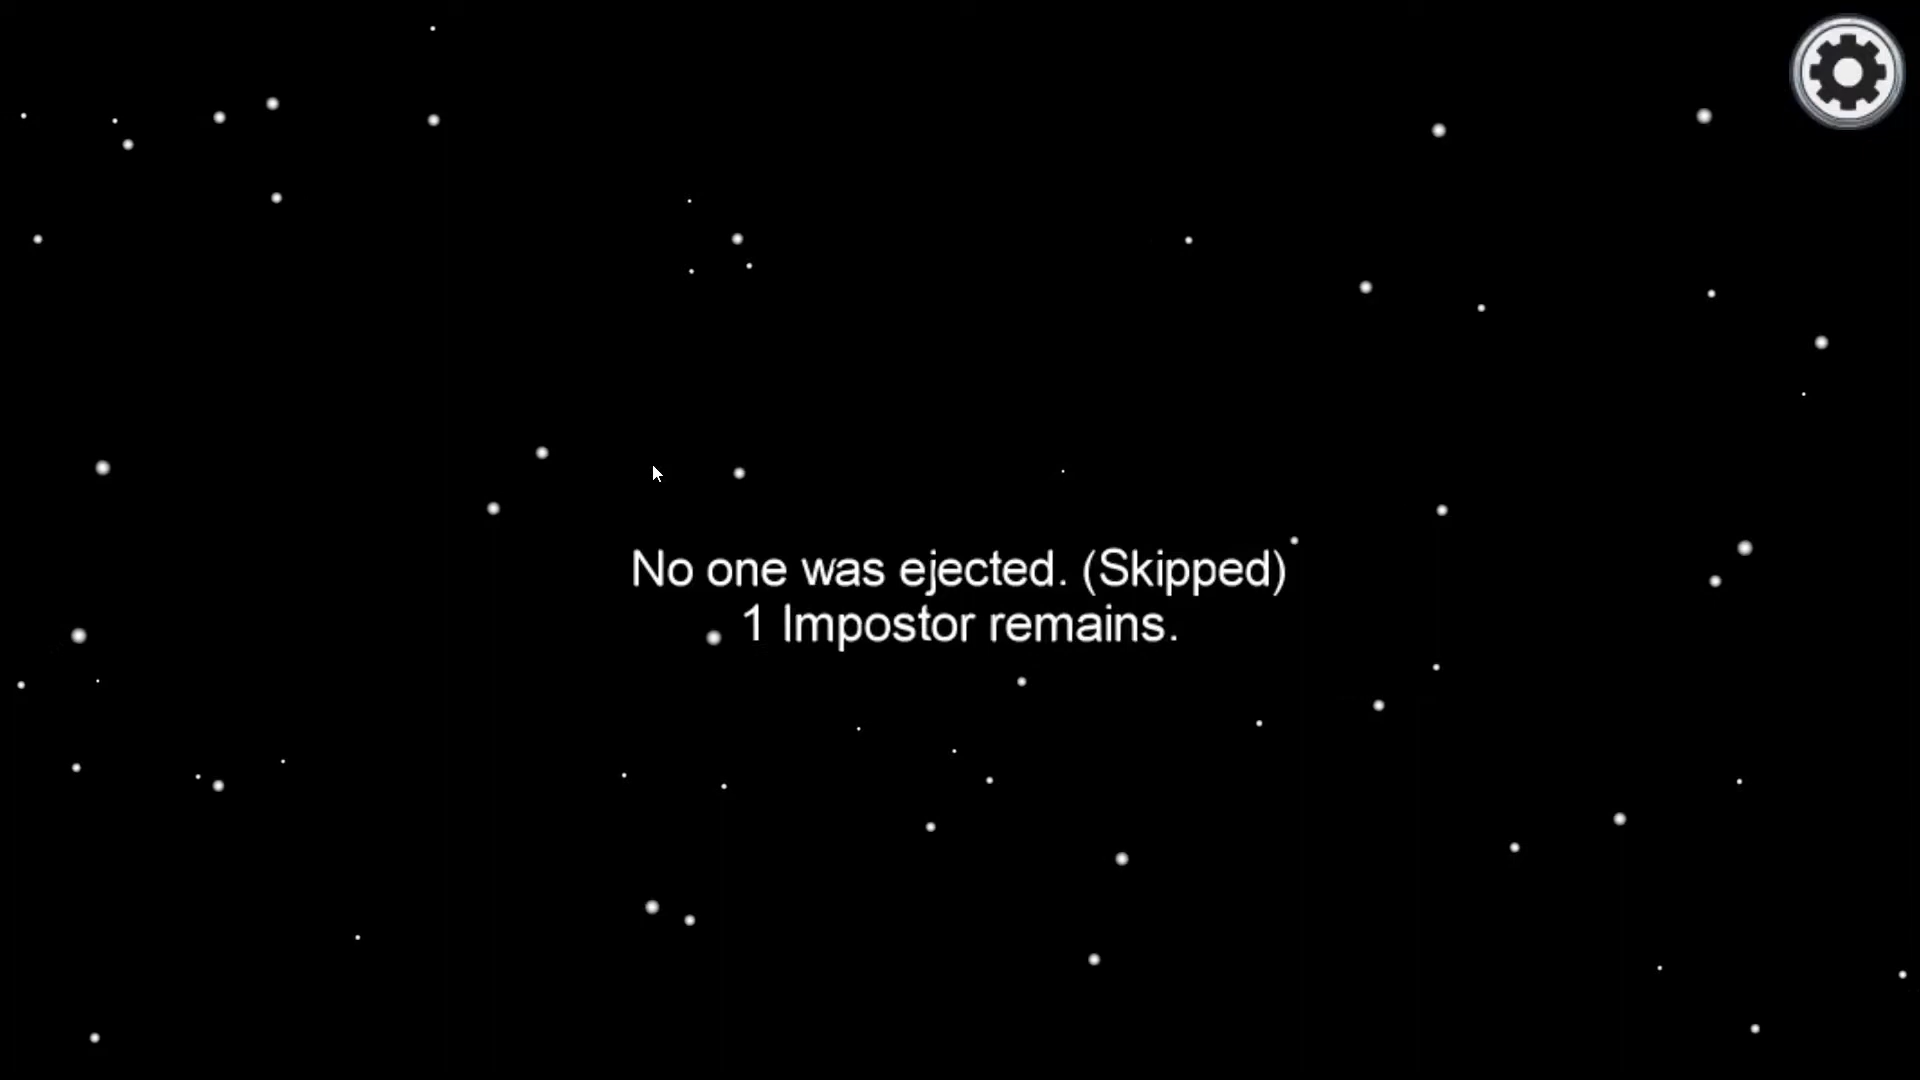 No one was ejected. (Skipped)
1 Impostor remains.